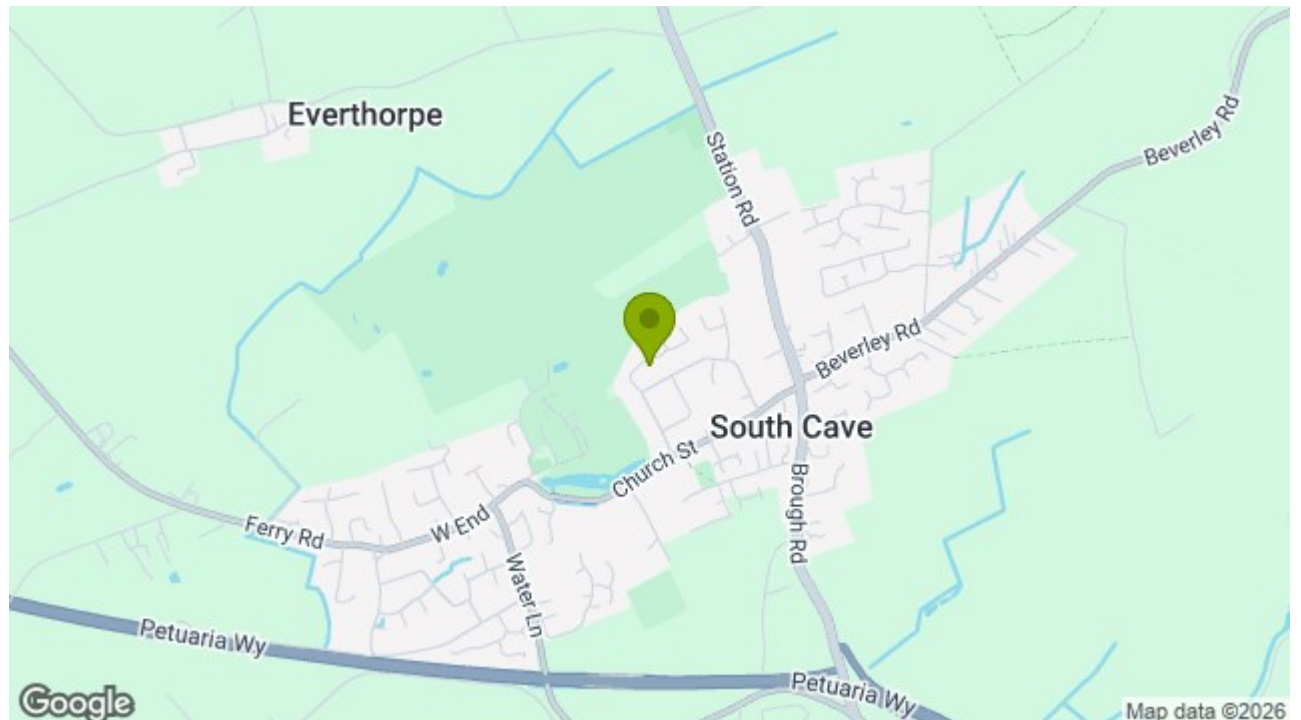 Everthorpe
Station Rd
Beverley Rd
Beverley Rd
South Cave
Church St
Brough Rd
W End
Ferry Rd
Water Ln
Petuaria Wy
Petuaria Wy
Google
Map data ©2026